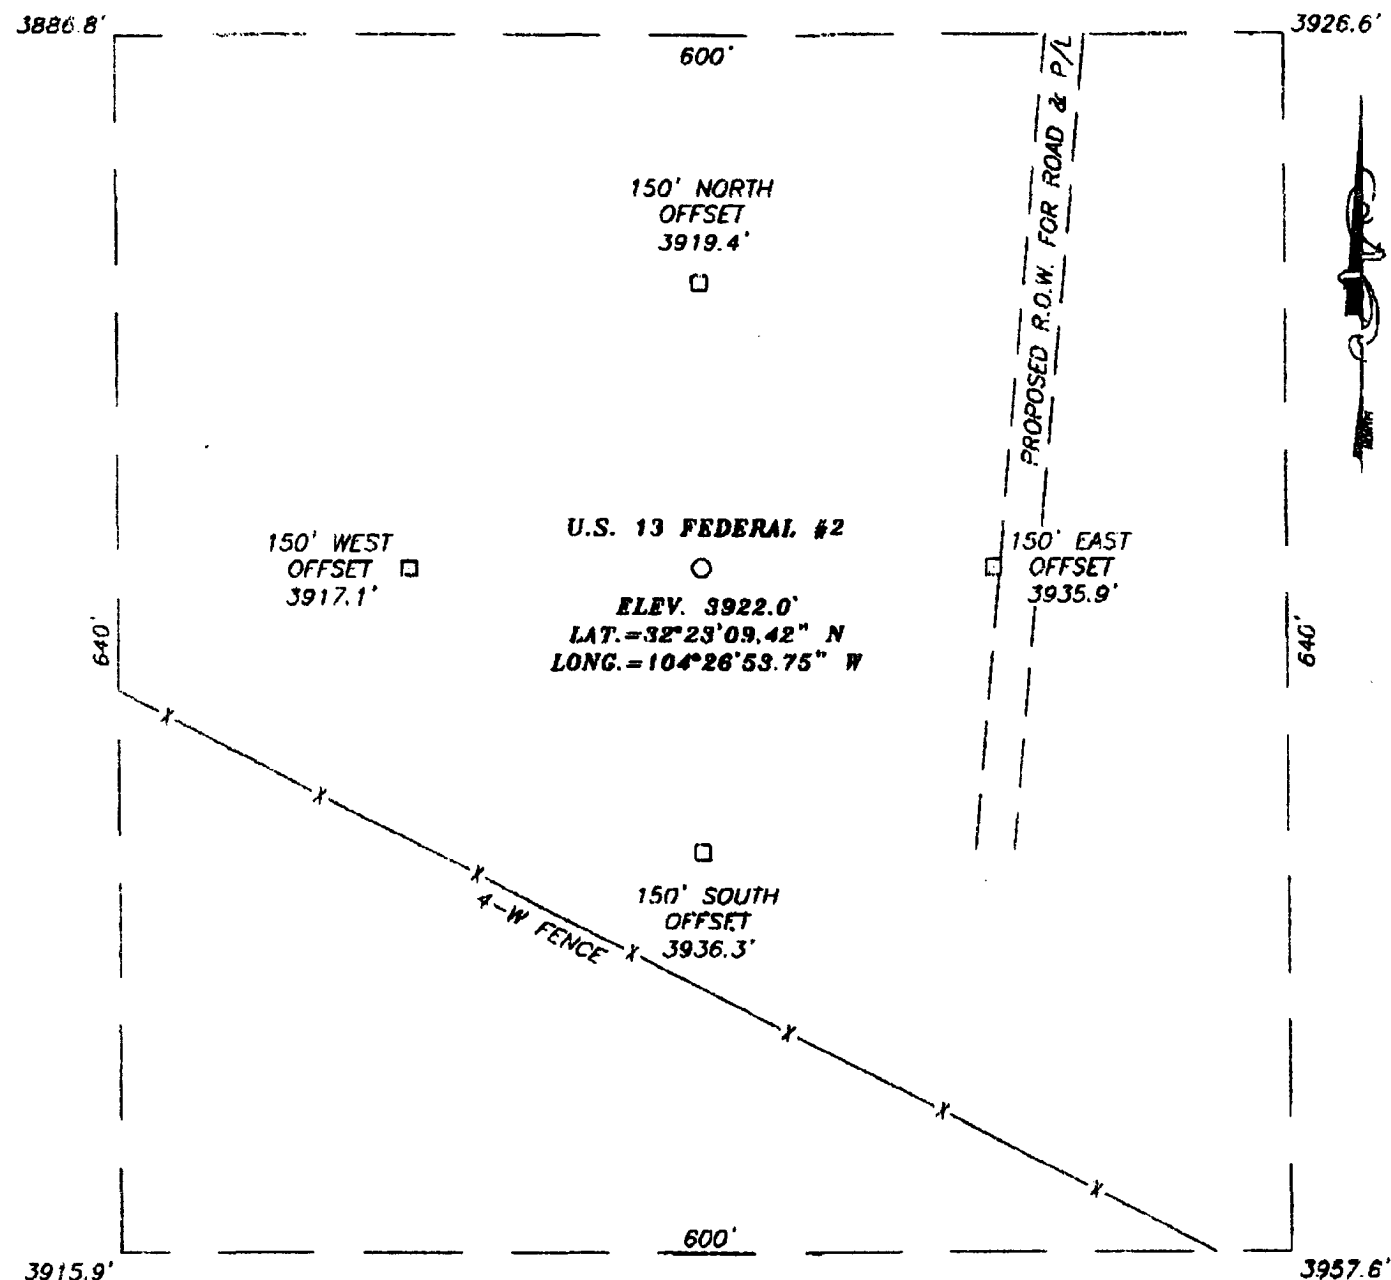 3886.8'
3926.6'
600'
PROPOSED R.O.W. FOR ROAD & P/L
150' NORTH
OFFSET
3919.4'
NORTH
U.S. 13 FEDERAL #2
150' WEST
OFFSET
3917.1'
150' EAST
OFFSET
3935.9'
ELEV. 3922.0'
LAT.=32°23'09.42" N
LONG.=104°26'53.75" W
640'
640'
150' SOUTH
OFFSET
3936.3'
4-W FENCE
600'
3915.9'
3957.6'